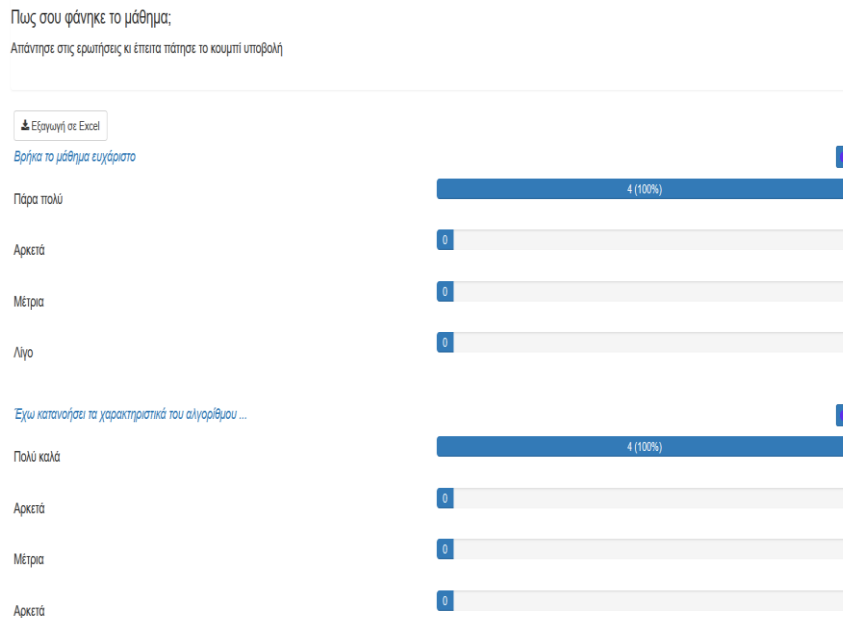 Πως σου φάνηκε το μάθημα;
Απάντησε στις ερωτήσεις κι έπειτα πάτησε το κουμπί υποβολή
Εξαγωγή σε Excel
Βρήκα το μάθημα ευχάριστο
Πάρα πολύ 4 (100%)
Αρκετά 0
Μέτρια 0
Λίγο 0
Έχω κατανοήσει τα χαρακτηριστικά του αλγορίθμου ...
Πολύ καλά 4 (100%)
Αρκετά 0
Μέτρια 0
Αρκετά 0